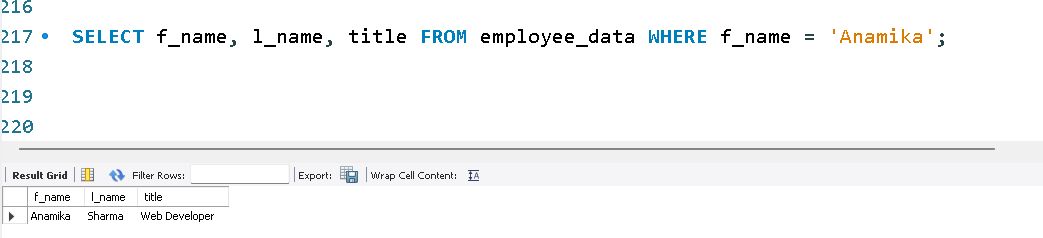 216
217 SELECT f_name, l_name, title FROM employee_data WHERE f_name = 'Anamika';
218
219
220
Result Grid Filter Rows: Export: Wrap Cell Content:
f_name l_name title
Anamika Sharma Web Developer